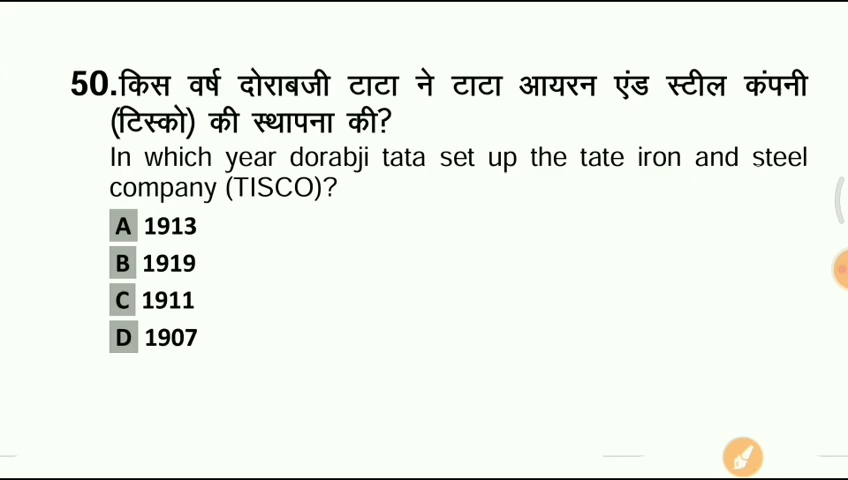 50.किस वर्ष दोराबजी टाटा ने टाटा आयरन एंड स्टील कंपनी
(टिस्को) की स्थापना की?
In which year dorabji tata set up the tate iron and steel
company (TISCO)?
A 1913
B 1919
C 1911
D 1907